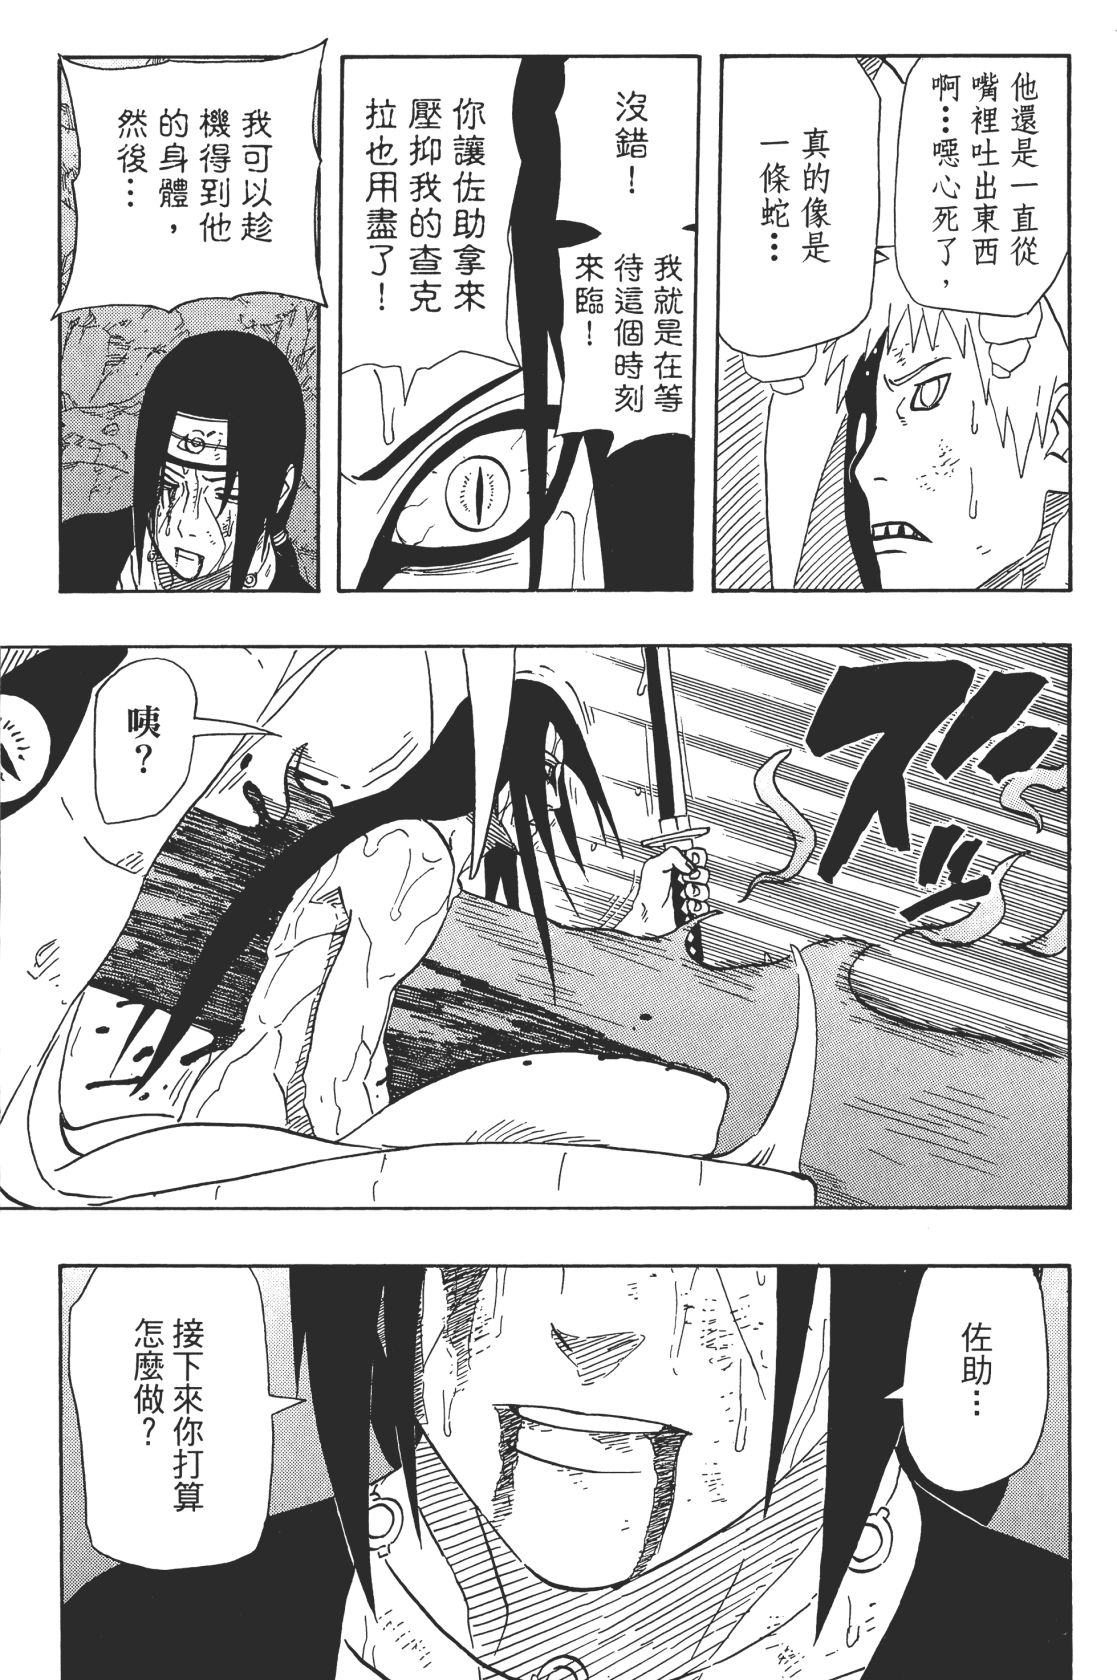 他還是一直從
嘴裡吐出東西
啊…噁心死了，
真的像是
一條蛇…
沒錯！
我就是在等
待這個時刻
來臨！
你讓佐助拿來
壓抑我的查克
拉也用盡了！
我可以趁
機得到他
的身體，
然後…
ズズ
咦？
佐助…
接下來你打算
怎麼做？